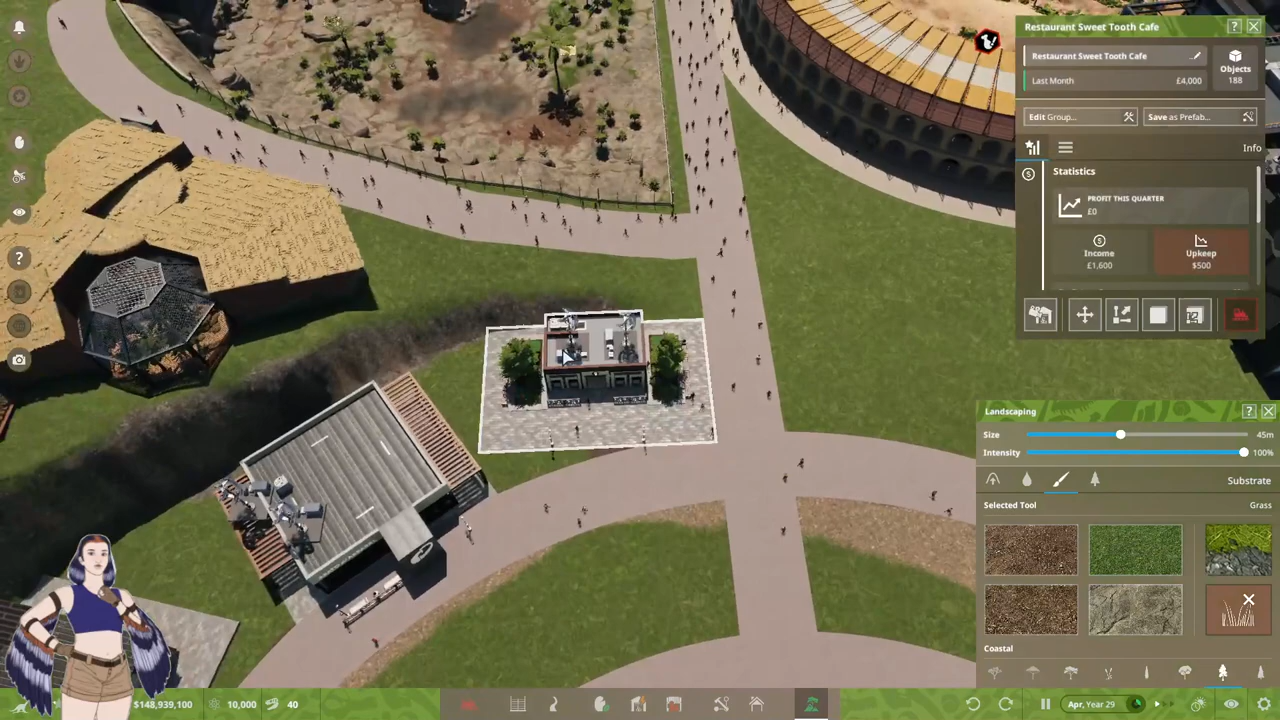 Restaurant Sweet Tooth Cafe
Restaurant Sweet Tooth Cafe
Last Month £4,000
Objects
188
Edit Group...
Save as Prefab...
Info
Statistics
PROFIT THIS QUARTER
£0
Income
£1,600
Upkeep
$500
Landscaping
Size 45m
Intensity 100%
Substrate
Selected Tool Grass
Coastal
$148,939,100
10,000
40
Apr, Year 29